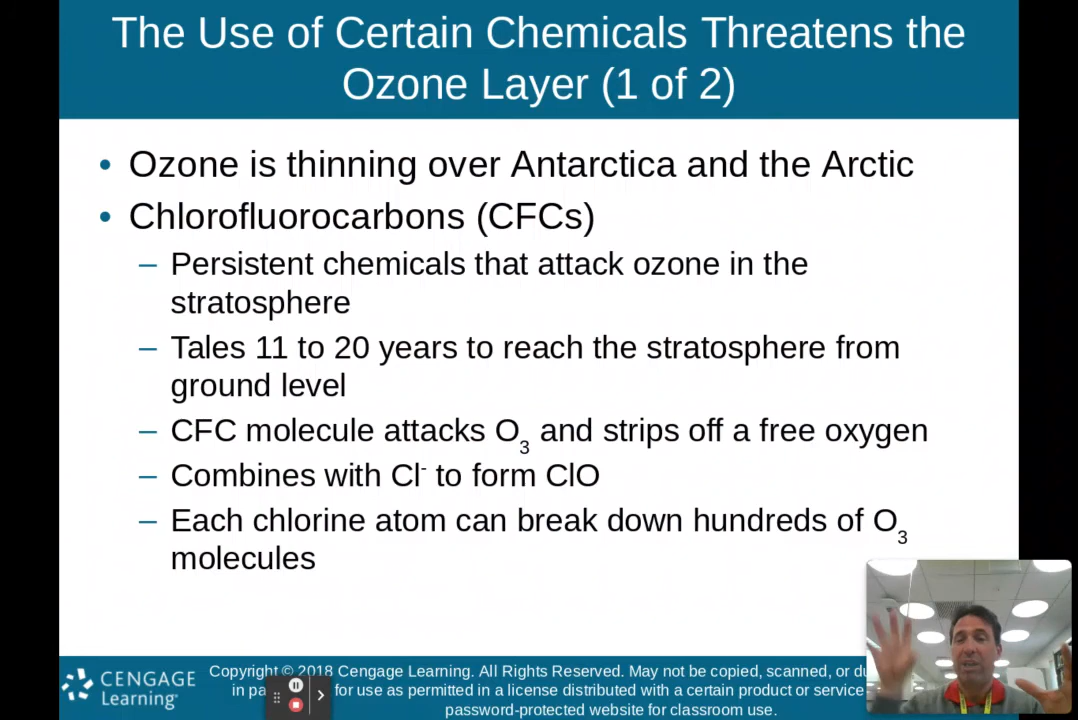 The Use of Certain Chemicals Threatens the
Ozone Layer (1 of 2)
• Ozone is thinning over Antarctica and the Arctic
• Chlorofluorocarbons (CFCs)
– Persistent chemicals that attack ozone in the
stratosphere
– Tales 11 to 20 years to reach the stratosphere from
ground level
– CFC molecule attacks O₃ and strips off a free oxygen
– Combines with Cl⁻ to form ClO
– Each chlorine atom can break down hundreds of O₃
molecules
CENGAGE
Learning®
Copyright © 2018 Cengage Learning. All Rights Reserved. May not be copied, scanned, or
in for use as permitted in a license distributed with a certain product or service
password-protected website for classroom use.